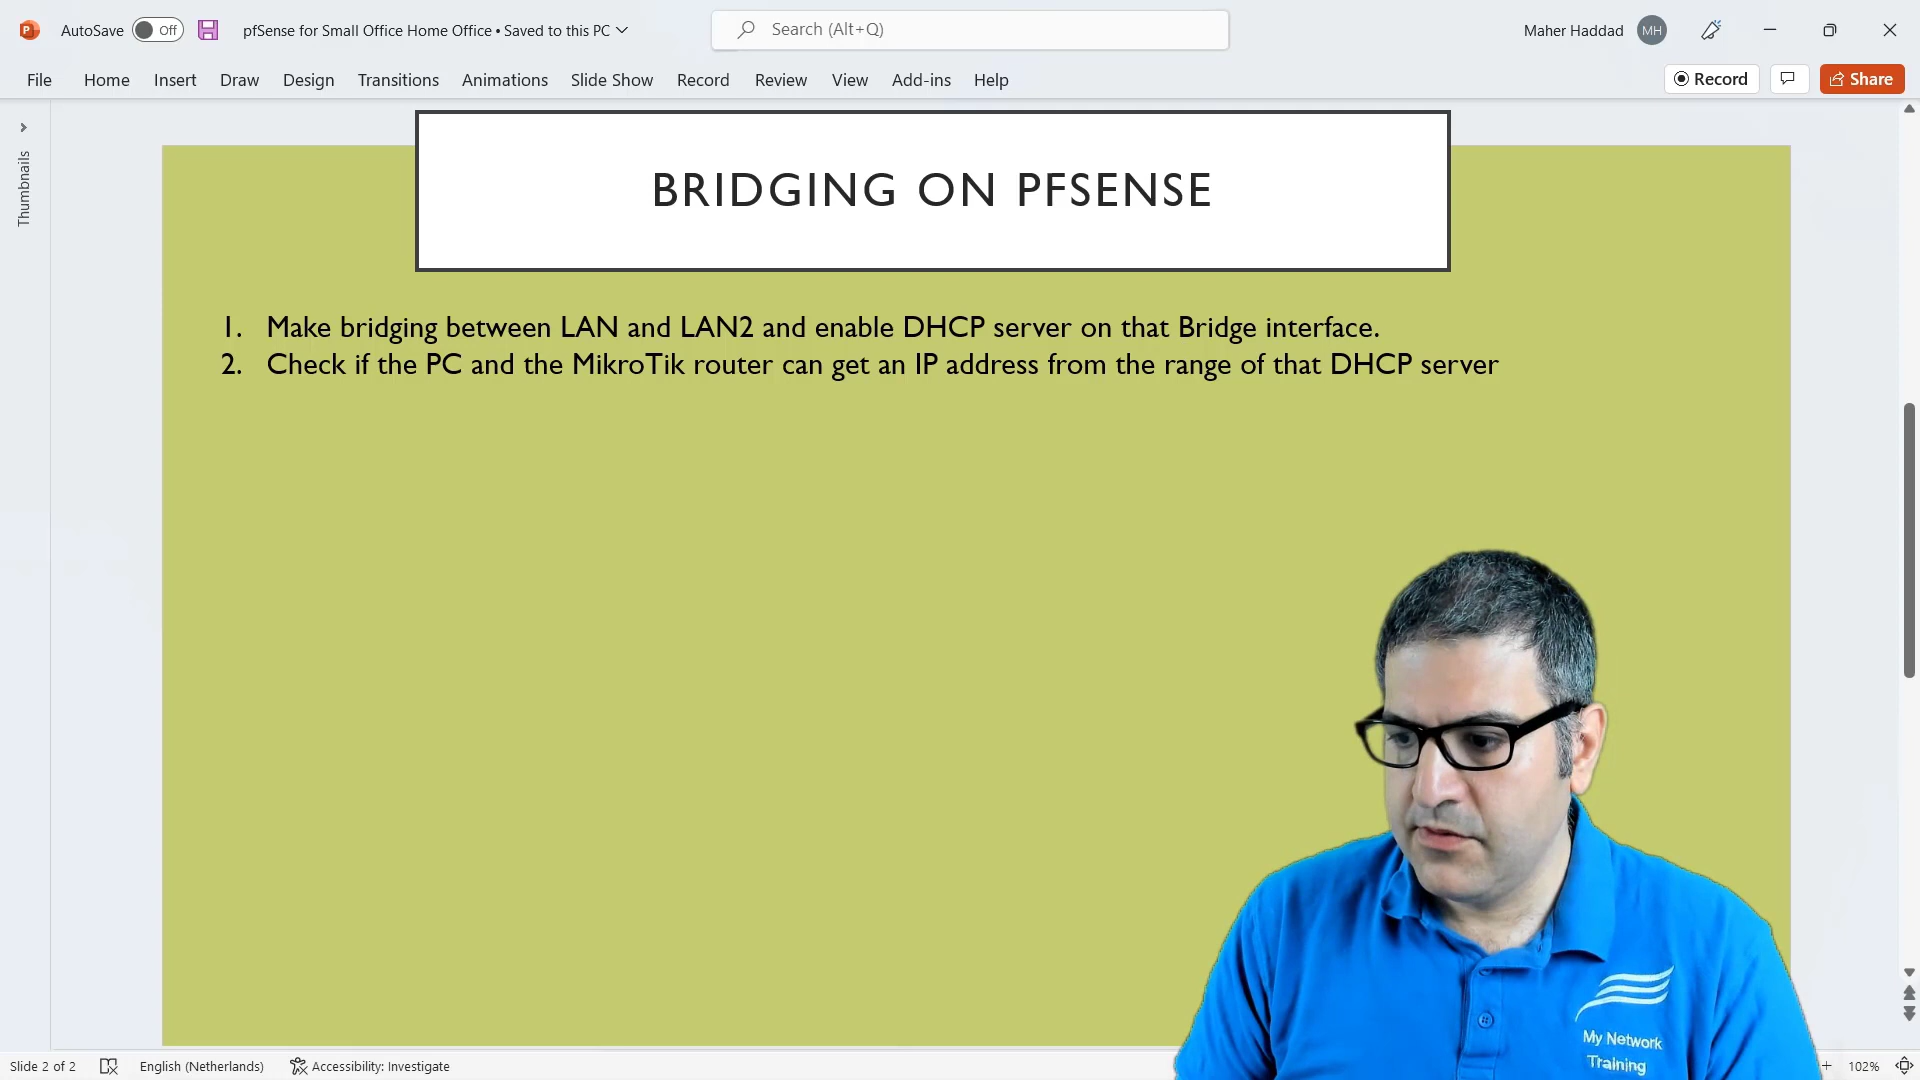 AutoSave Off pfSense for Small Office Home Office • Saved to this PC Search (Alt+Q) Maher Haddad MH
File Home Insert Draw Design Transitions Animations Slide Show Record Review View Add-ins Help Record Share
Thumbnails
BRIDGING ON PFSENSE
1. Make bridging between LAN and LAN2 and enable DHCP server on that Bridge interface.
2. Check if the PC and the MikroTik router can get an IP address from the range of that DHCP server
My Network
Training
Slide 2 of 2 English (Netherlands) Accessibility: Investigate 102%